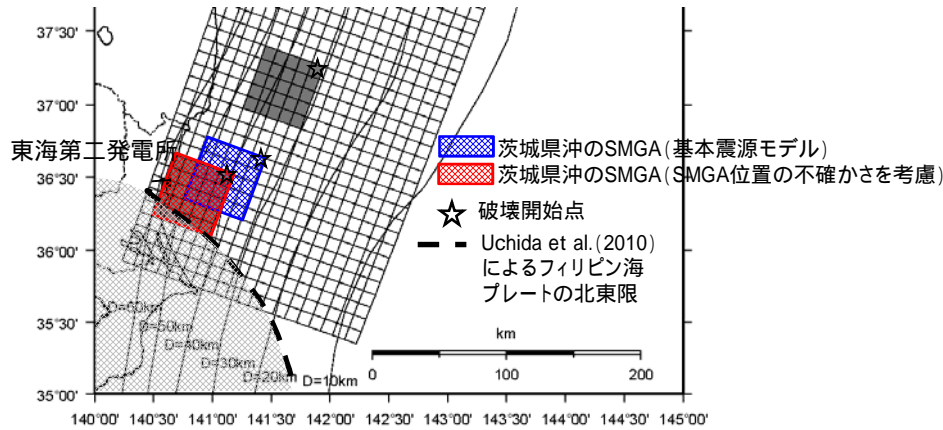 37°30'
37°00'
東海第二発電所
36°30'
36°00'
35°30'
35°00'
茨城県沖のSMGA(基本震源モデル)
茨城県沖のSMGA(SMGA位置の不確かさを考慮)
破壊開始点
Uchida et al.(2010)
によるフィリピン海
プレートの北東限
D=60km
D=50km
D=40km
D=30km
D=20km
D=10km
km
0 100 200
140°00' 140°30' 141°00' 141°30' 142°00' 142°30' 143°00' 143°30' 144°00' 144°30' 145°00'